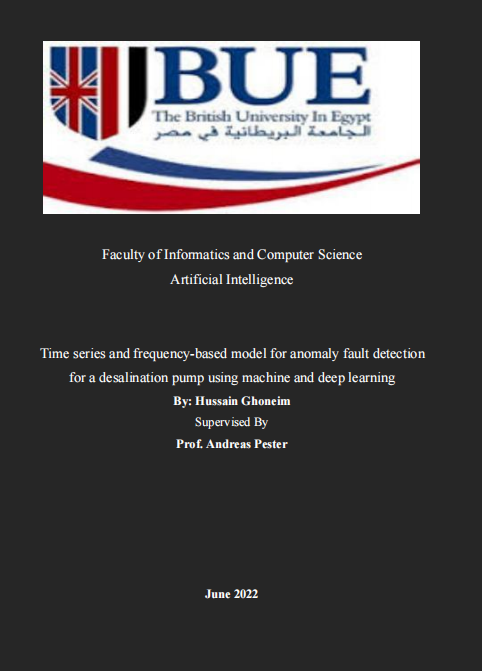 BUE
The British University In Egypt
الجامعة البريطانية في مصر
Faculty of Informatics and Computer Science
Artificial Intelligence
Time series and frequency-based model for anomaly fault detection
for a desalination pump using machine and deep learning
By: Hussain Ghoneim
Supervised By
Prof. Andreas Pester
June 2022